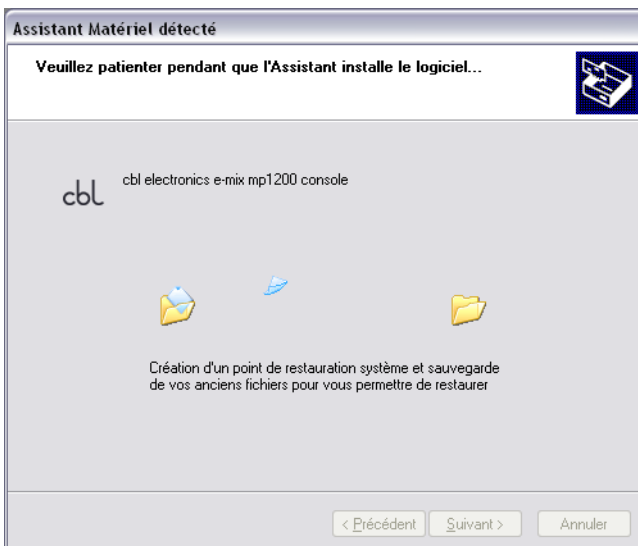 Assistant Matériel détecté
Veuillez patienter pendant que l'Assistant installe le logiciel...
cbl
cbl electronics e-mix mp1200 console
Création d'un point de restauration système et sauvegarde
de vos anciens fichiers pour vous permettre de restaurer
< Précédent Suivant > Annuler